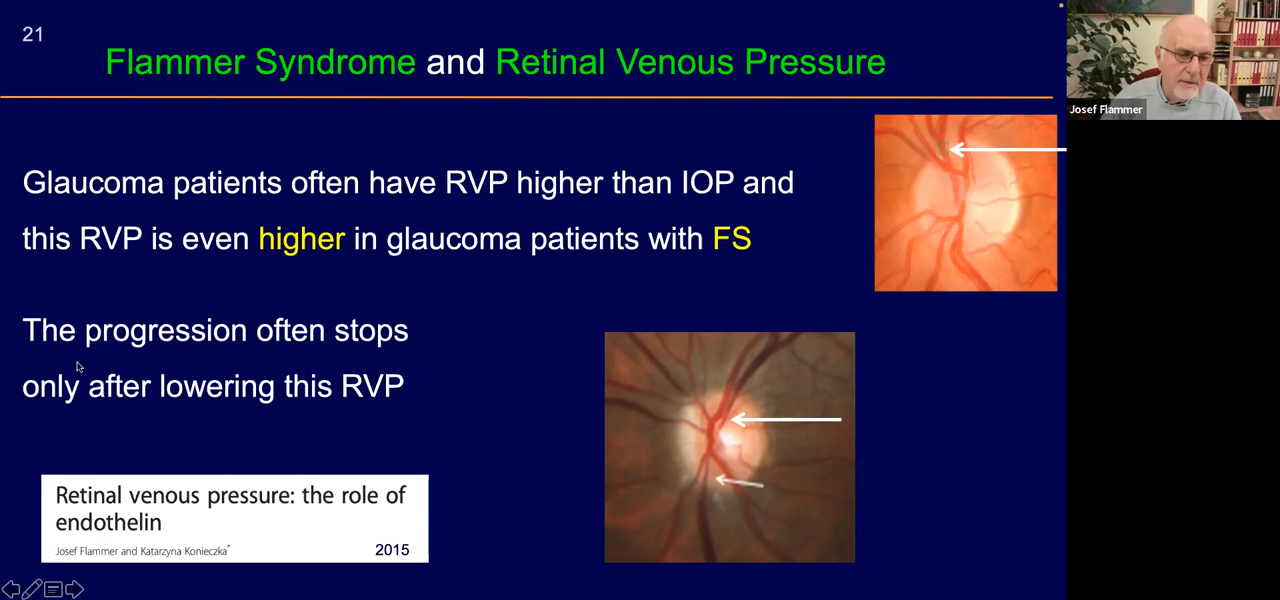 21
Flammer Syndrome and Retinal Venous Pressure
Josef Flammer
Glaucoma patients often have RVP higher than IOP and
this RVP is even higher in glaucoma patients with FS
The progression often stops
only after lowering this RVP
Retinal venous pressure: the role of
endothelin
Josef Flammer and Katarzyna Konieczka*
2015